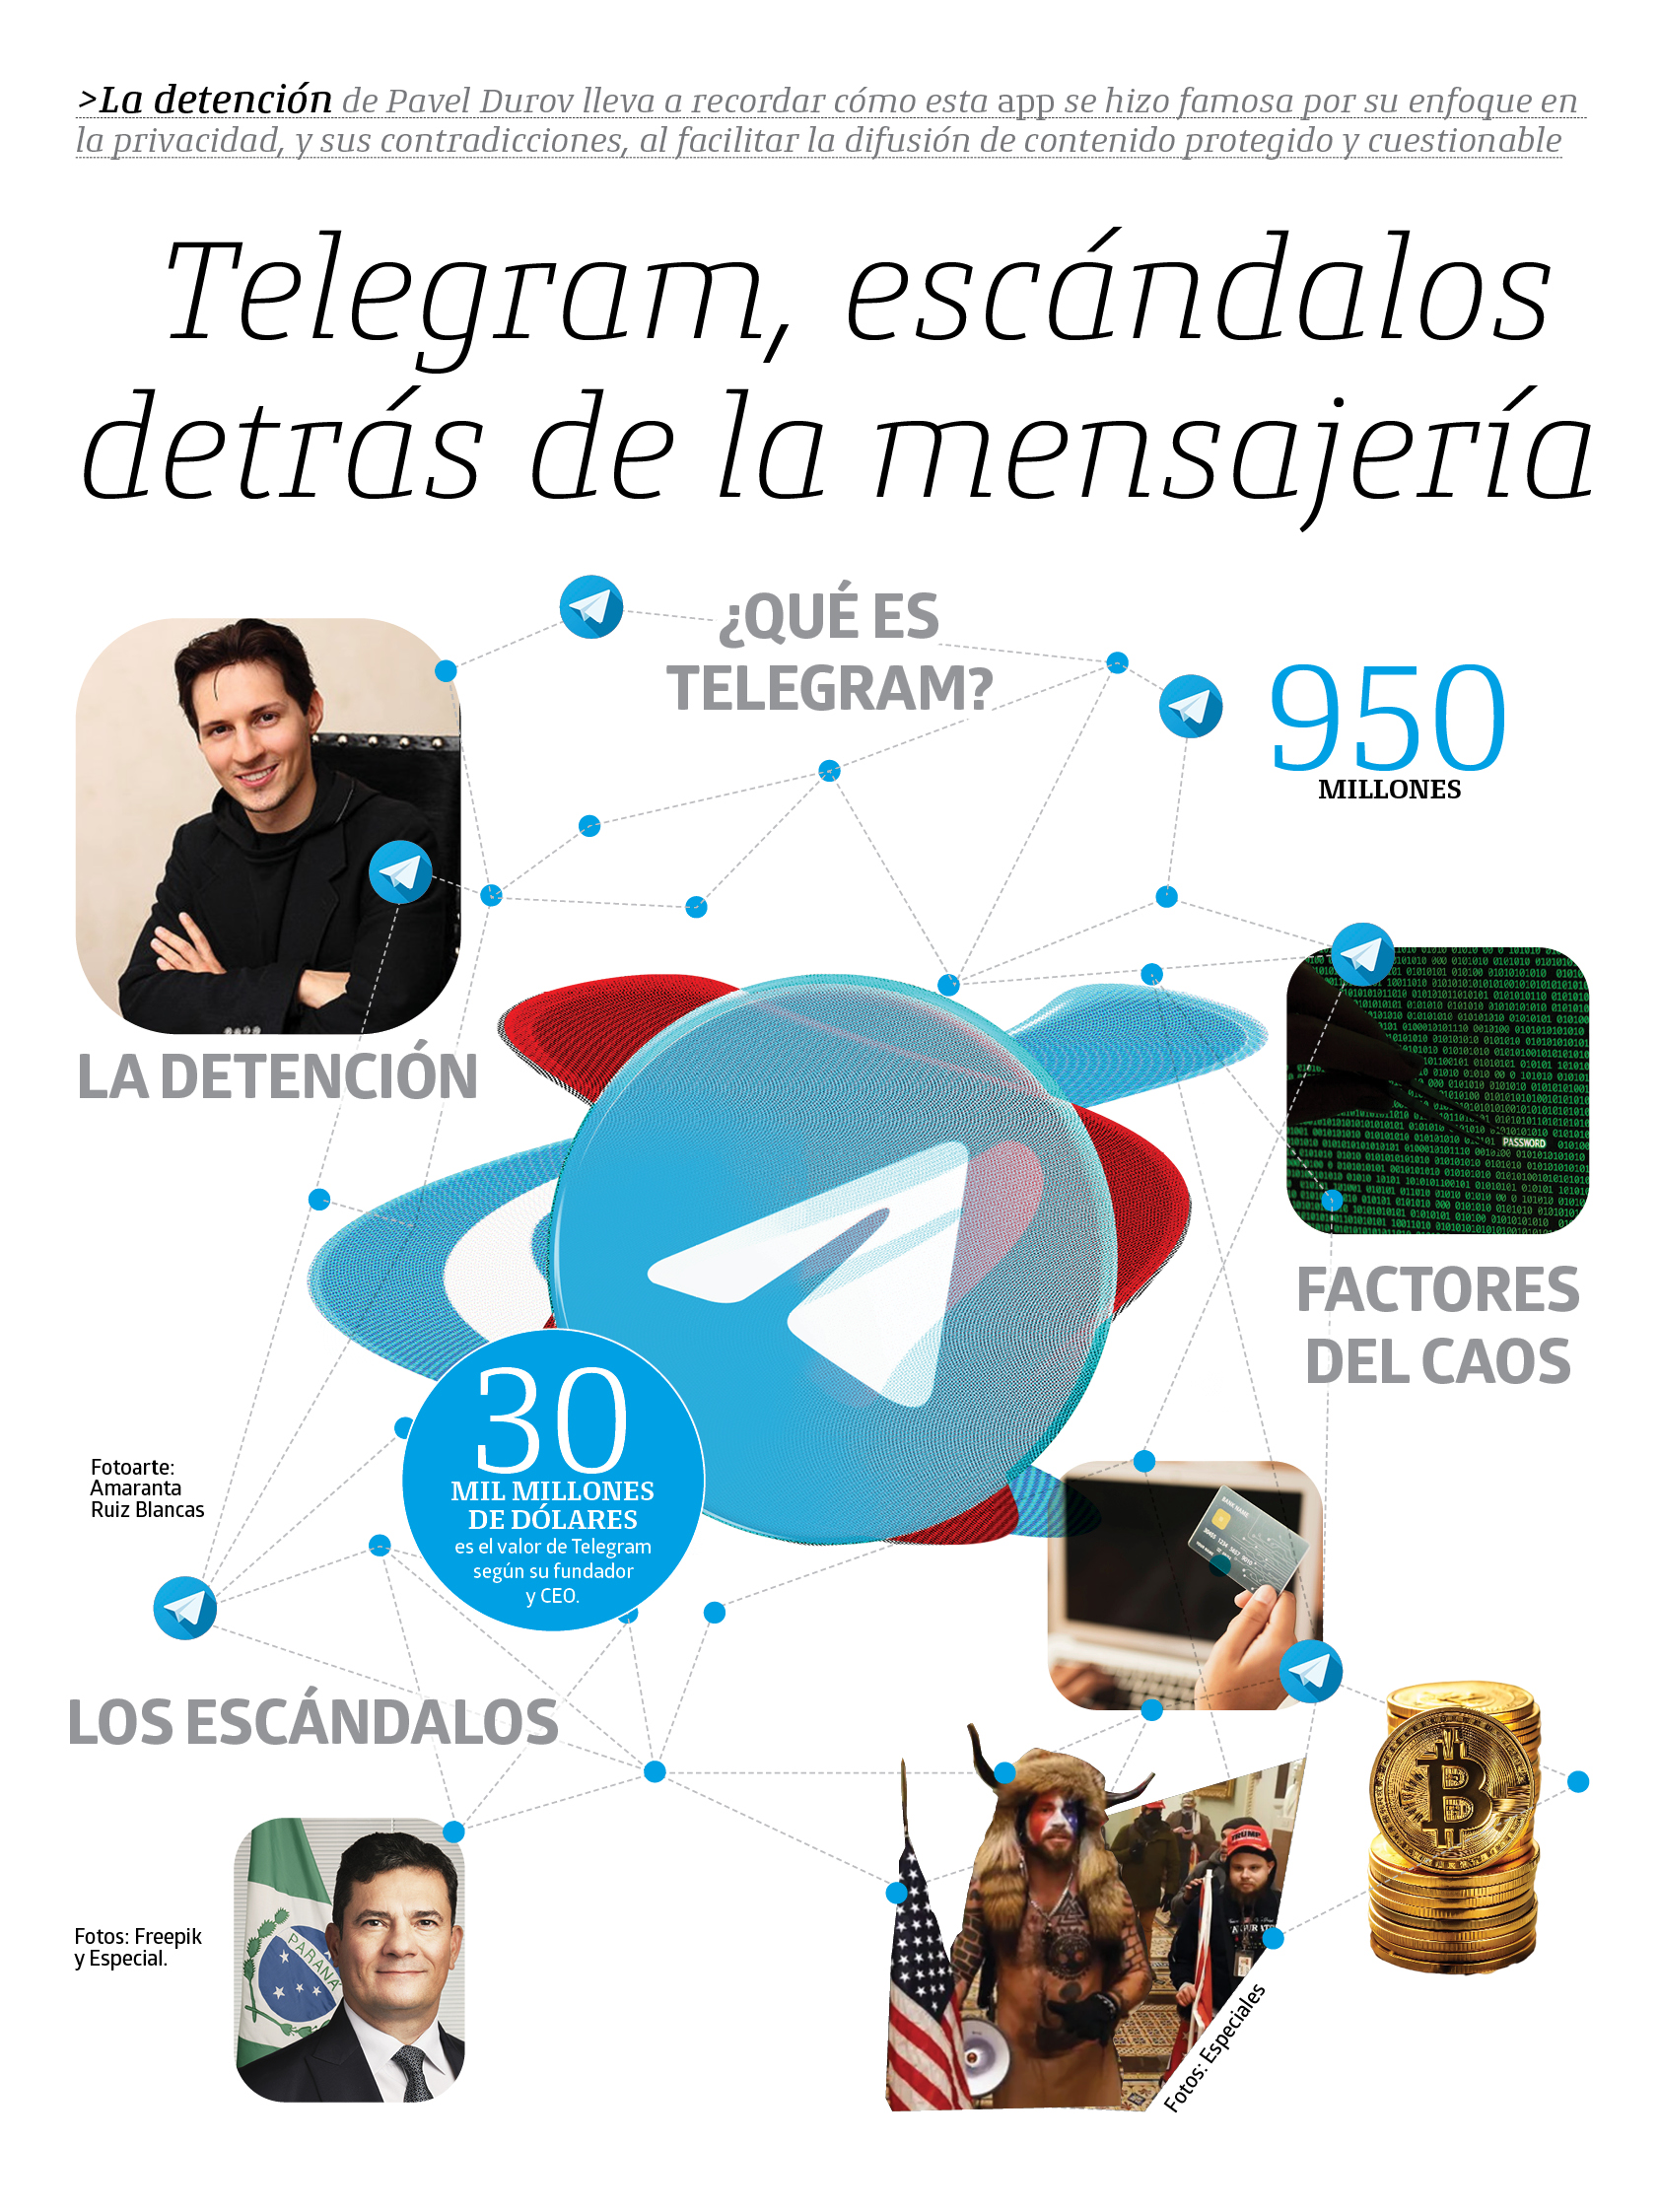 >La detención de Pavel Durov lleva a recordar cómo esta app se hizo famosa por su enfoque en
la privacidad, y sus contradicciones, al facilitar la difusión de contenido protegido y cuestionable
Telegram, escándalos
detrás de la mensajería
¿QUÉ ES
TELEGRAM?
950
MILLONES
LA DETENCIÓN
PASSWORD
FACTORES
DEL CAOS
30
MIL MILLONES
DE DÓLARES
es el valor de Telegram
según su fundador
y CEO.
Fotoarte:
Amaranta
Ruiz Blancas
BANK NAME
LOS ESCÁNDALOS
TRUMP
PARANÁ
Fotos: Freepik
y Especial.
Fotos: Especiales